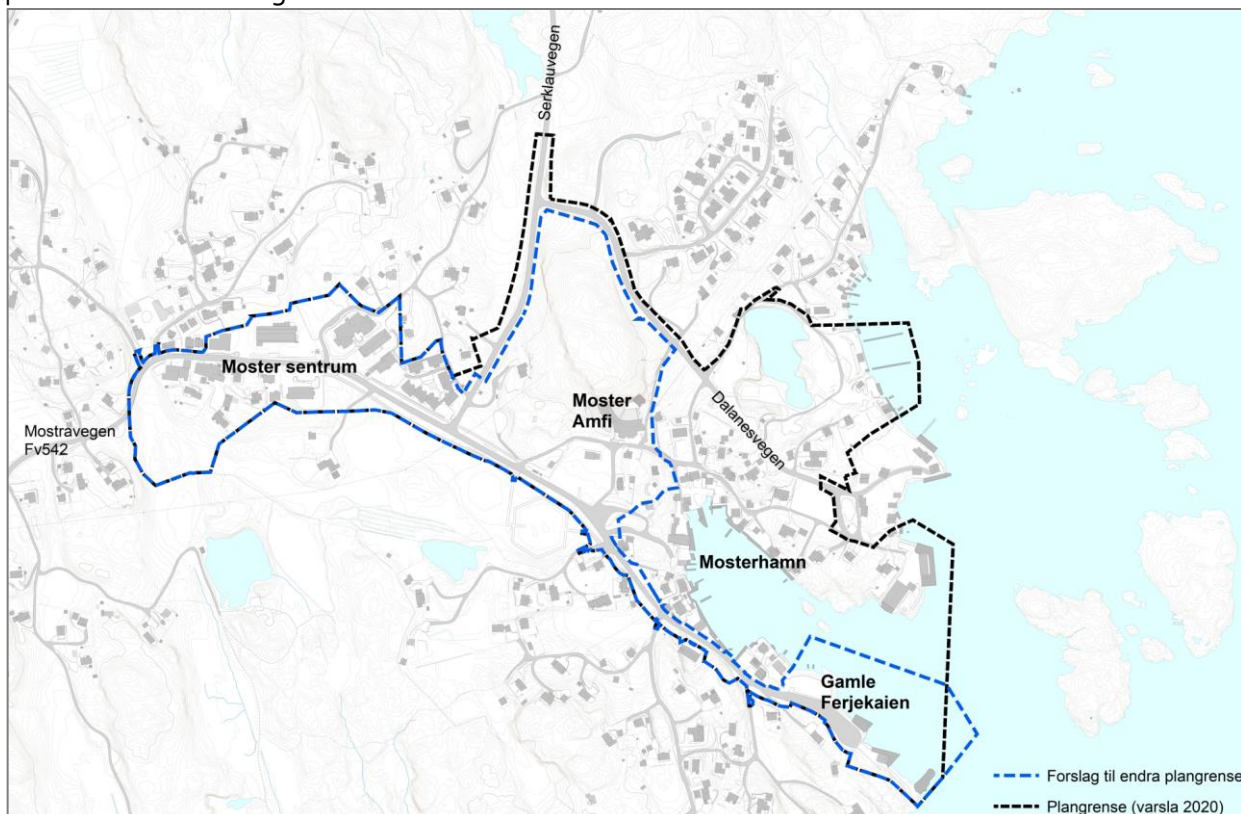 Serklauvegen
Moster sentrum
Mostravegen
Fv542
Moster
Amfi
Dalanesvegen
Mosterhamn
Gamle
Ferjekaien
Forslag til endra plangrense
Plangrense (varsla 2020)